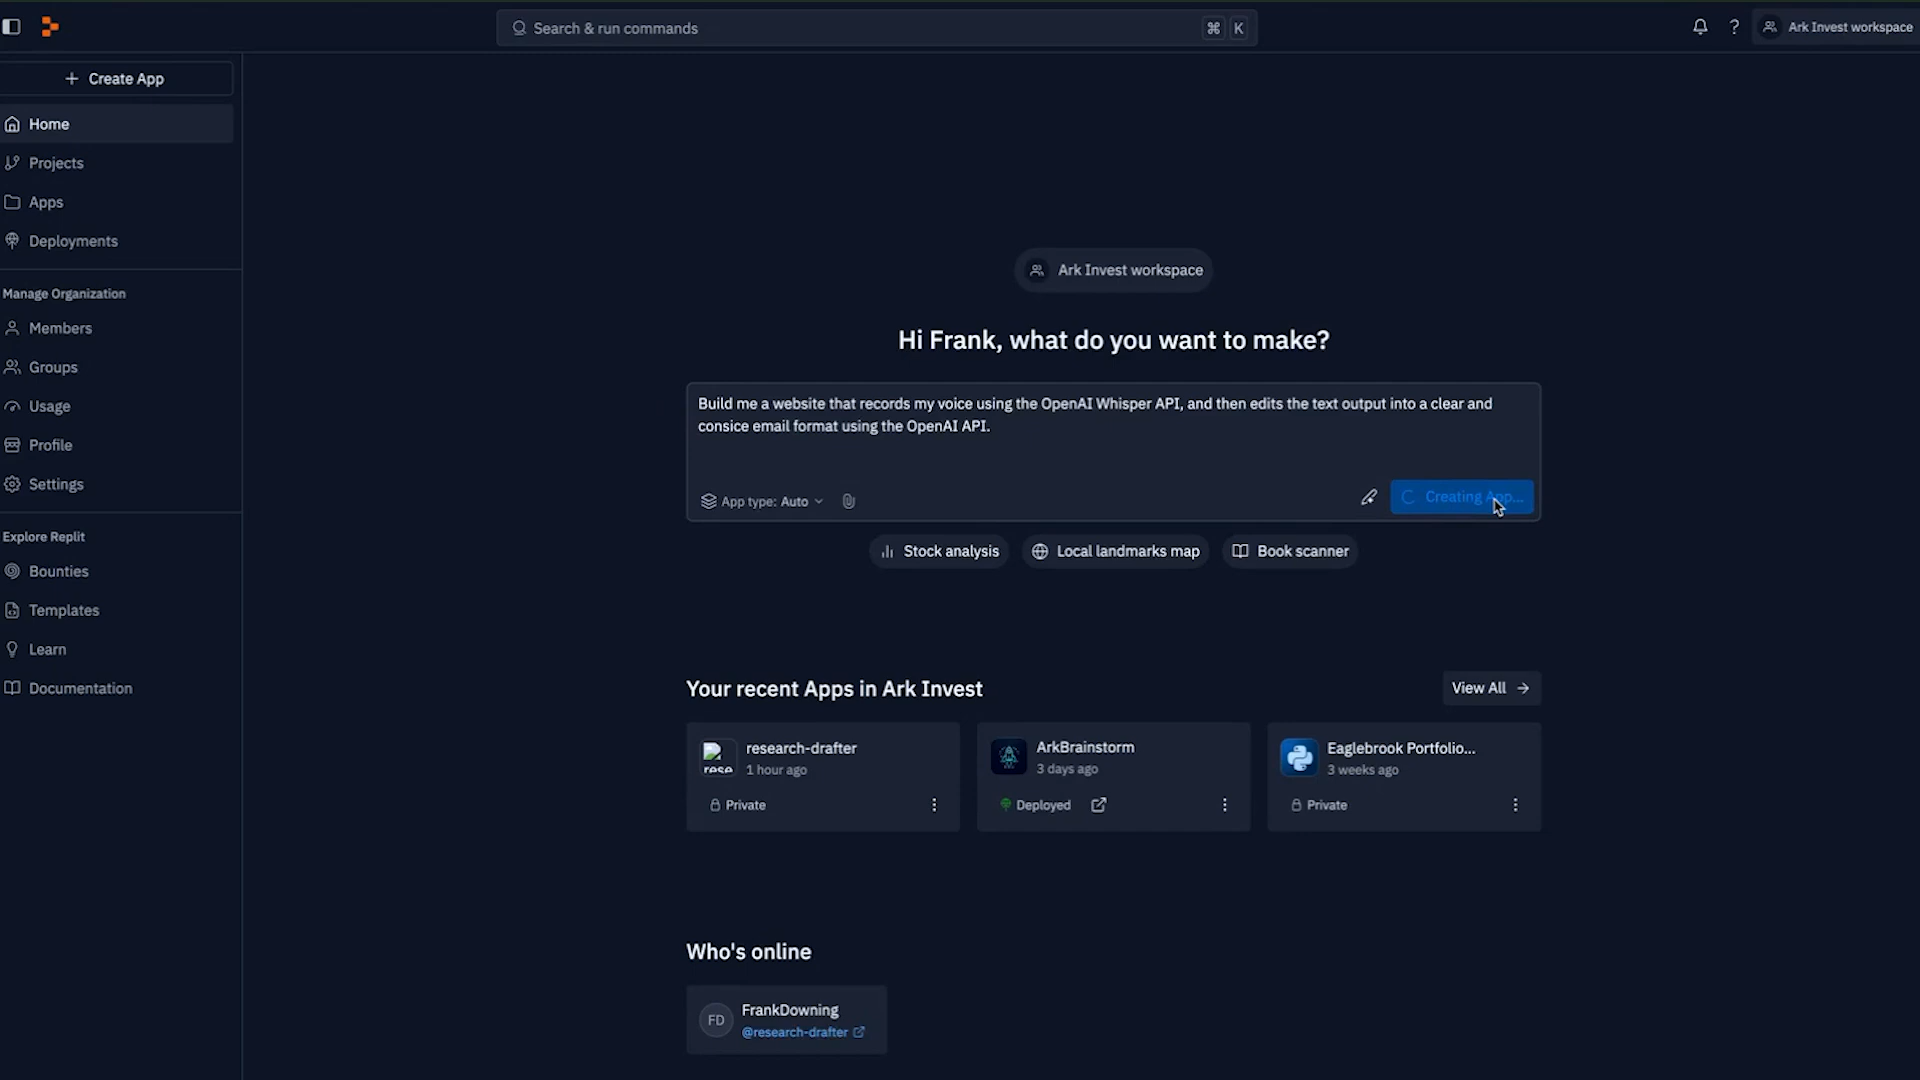 Search & run commands
⌘ K
?
Ark Invest workspace
+ Create App
Home
Projects
Apps
Deployments
Manage Organization
Members
Groups
Usage
Profile
Settings
Explore Replit
Bounties
Templates
Learn
Documentation
Ark Invest workspace
Hi Frank, what do you want to make?
Build me a website that records my voice using the OpenAI Whisper API, and then edits the text output into a clear and
consice email format using the OpenAI API.
App type: Auto
Creating App...
Stock analysis
Local landmarks map
Book scanner
Your recent Apps in Ark Invest
View All →
research-drafter
1 hour ago
Private
ArkBrainstorm
3 days ago
Deployed
Eaglebrook Portfolio...
3 weeks ago
Private
Who's online
FD
FrankDowning
@research-drafter